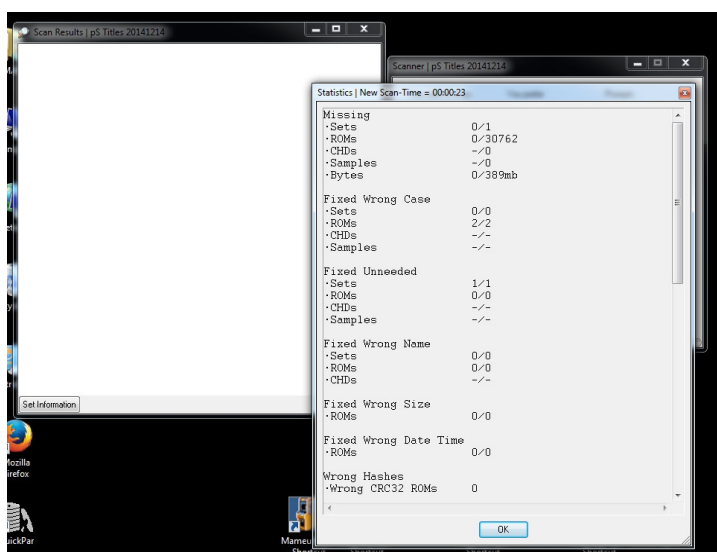 Scan Results | pS Titles 20141214
Scanner | pS Titles 20141214
Statistics | New Scan-Time = 00:00:23
Missing
·Sets 0/1
·ROMs 0/30762
·CHDs -/0
·Samples -/0
·Bytes 0/389mb
Fixed Wrong Case
·Sets 0/0
·ROMs 2/2
·CHDs -/-
·Samples -/-
Fixed Unneeded
·Sets 1/1
·ROMs 0/0
·CHDs -/-
·Samples -/-
Fixed Wrong Name
·Sets 0/0
·ROMs 0/0
·CHDs -/-
Fixed Wrong Size
·ROMs 0/0
Fixed Wrong Date Time
·ROMs 0/0
Wrong Hashes
·Wrong CRC32 ROMs 0
OK
Set Information
Mozilla
Firefox
QuickPar
Mameu